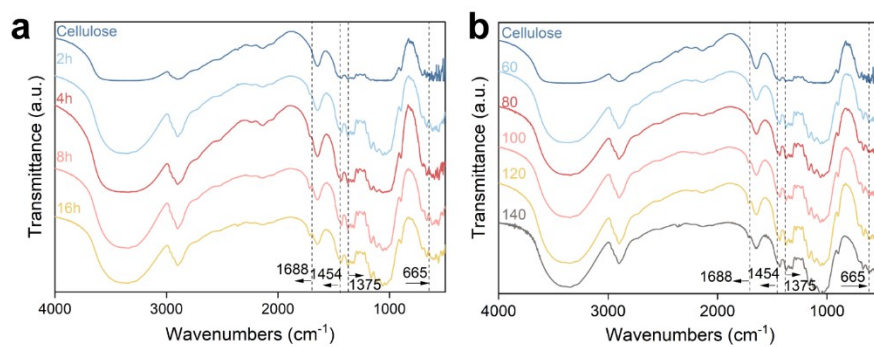 a
Cellulose
2h
4h
8h
16h
Transmittance (a.u.)
1688
1454
1375
665
4000
3000
2000
1000
Wavenumbers (cm⁻¹)
b
Cellulose
60
80
100
120
140
Transmittance (a.u.)
1688
1454
1375
665
4000
3000
2000
1000
Wavenumbers (cm⁻¹)